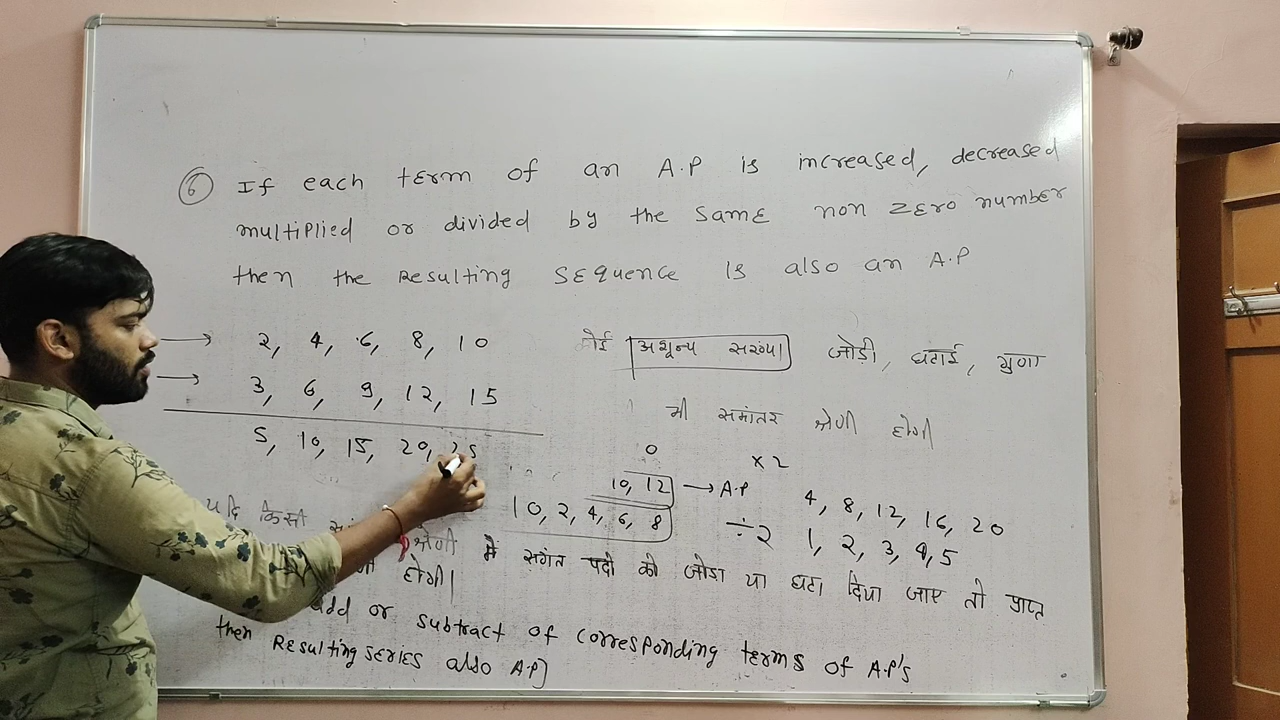 ⑥ If each term of an A.P is increased, decreased
multiplied or divided by the same non zero number
then the Resulting sequence is also an A.P
→ 2, 4, 6, 8, 10
कोई अशून्य सख्या जोडी, घटाई, गुणा
→ 3, 6, 9, 12, 15
भी समांतर श्रेणी होगी
5, 10, 15, 20, 25
0
×2
10, 12 → A.P
4, 8, 12, 16, 20
10, 2, 4, 6, 8
÷2 1, 2, 3, 4, 5
यदि किसी श्रेणी में संगत पदो को जोडा या घटा दिया जाए तो प्राप्त
होगी।
add or subtract of corresponding terms of A.P's
then Resulting series also AP]